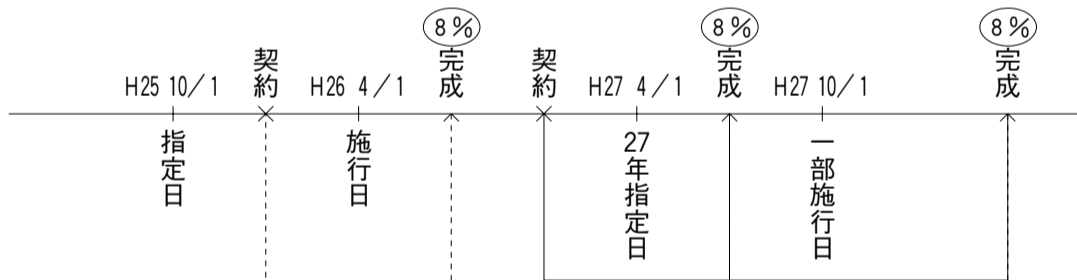 8％
8％
8％
契約
完成
契約
完成
完成
H25 10／1
H26 4／1
H27 4／1
H27 10／1
指定日
施行日
27年指定日
一部施行日